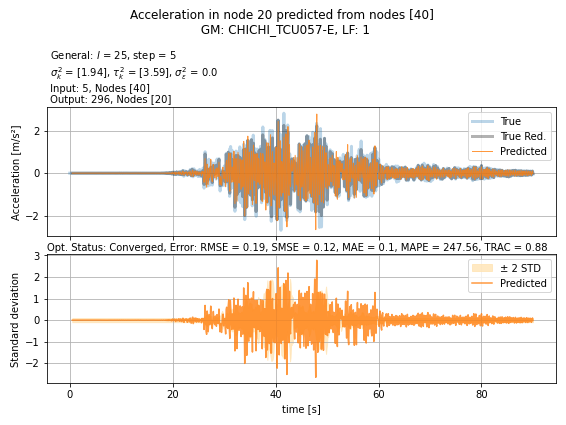 Acceleration in node 20 predicted from nodes [40]
GM: CHICHI_TCU057-E, LF: 1
General: l = 25, step = 5
σ²ₖ = [1.94], τ²ₖ = [3.59], σ²ε = 0.0
Input: 5, Nodes [40]
Output: 296, Nodes [20]
Acceleration [m/s²]
2
0
−2
True
True Red.
Predicted
Opt. Status: Converged, Error: RMSE = 0.19, SMSE = 0.12, MAE = 0.1, MAPE = 247.56, TRAC = 0.88
Standard deviation
3
2
1
0
−1
−2
± 2 STD
Predicted
0 20 40 60 80
time [s]